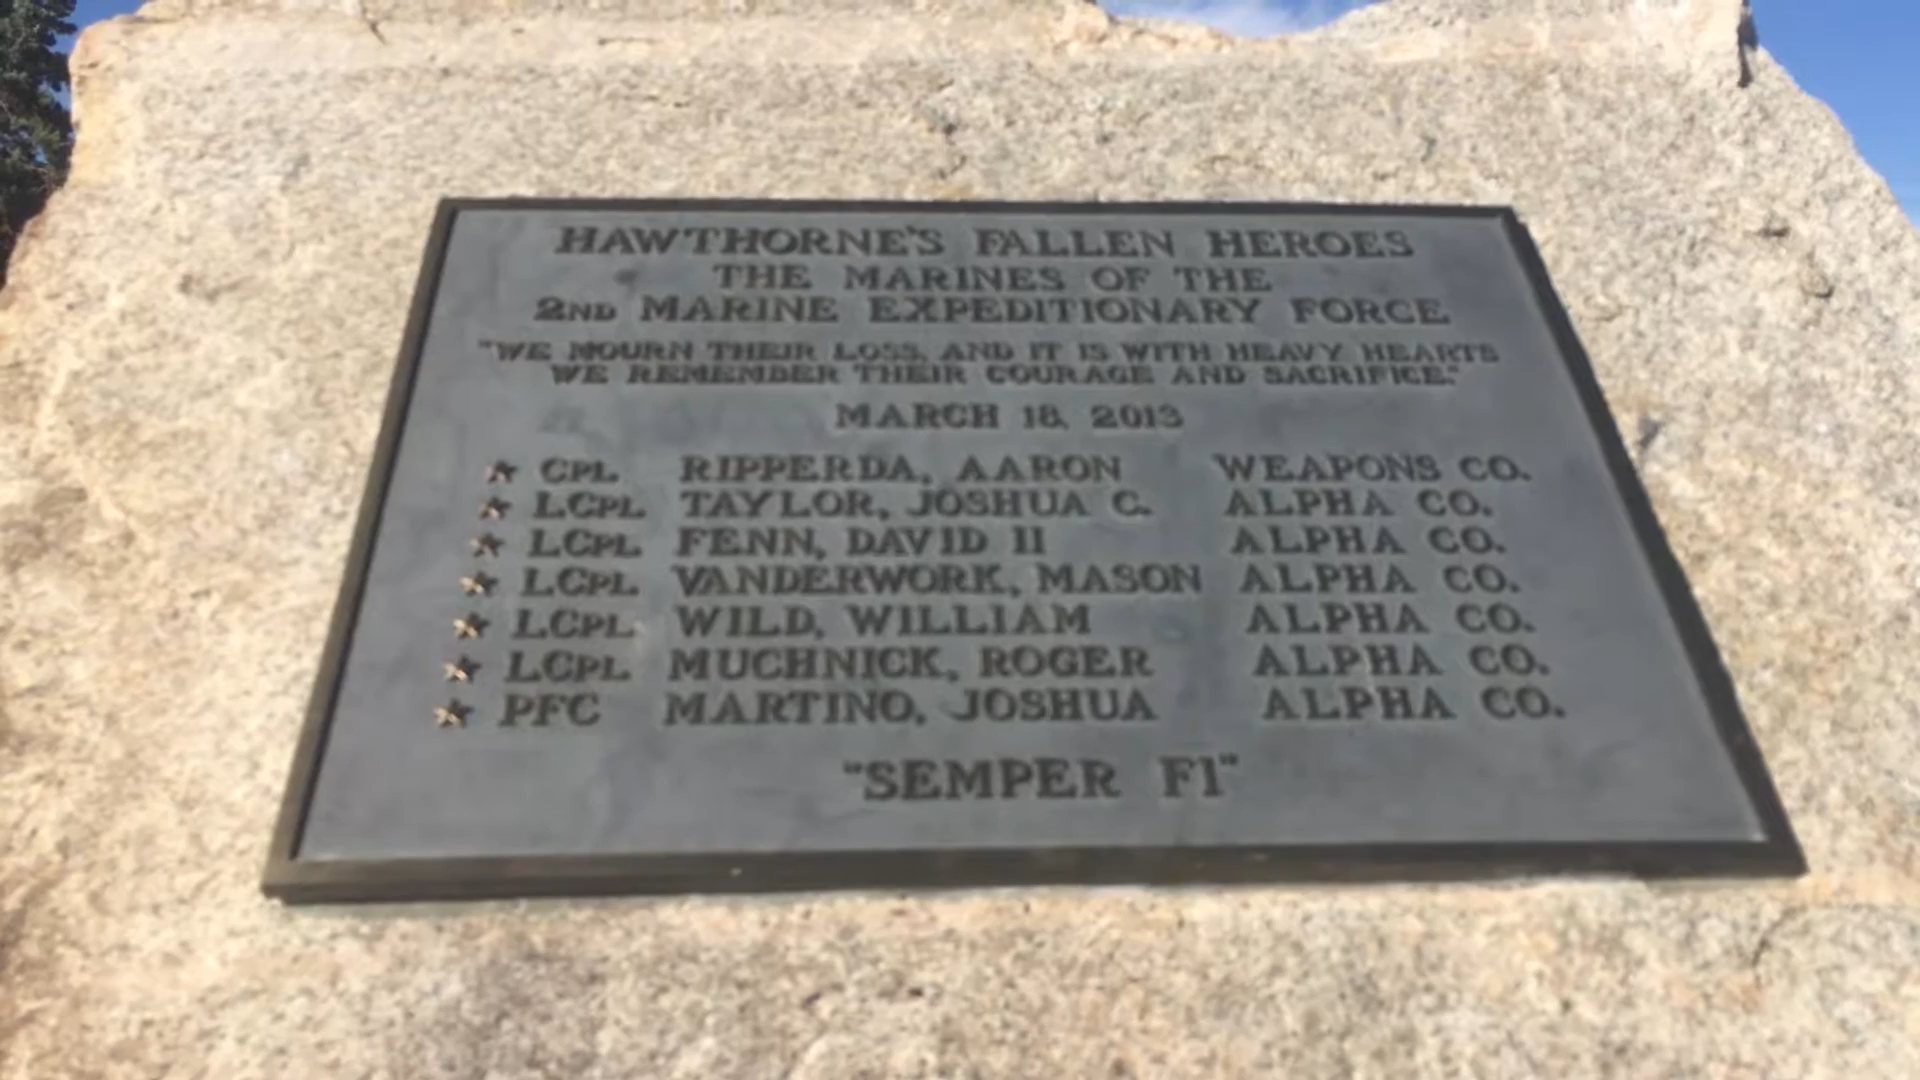 HAWTHORNE'S FALLEN HEROES
THE MARINES OF THE
2ND MARINE EXPEDITIONARY FORCE
"WE MOURN THEIR LOSS, AND IT IS WITH HEAVY HEARTS
WE REMEMBER THEIR COURAGE AND SACRIFICE."
MARCH 18, 2013
★ CPL. RIPPERDA, AARON WEAPONS CO.
★ LCPL. TAYLOR, JOSHUA C. ALPHA CO.
★ LCPL. FENN, DAVID II ALPHA CO.
★ LCPL. VANDERWORK, MASON ALPHA CO.
★ LCPL. WILD, WILLIAM ALPHA CO.
★ LCPL. MUCHNICK, ROGER ALPHA CO.
★ PFC MARTINO, JOSHUA ALPHA CO.
"SEMPER FI"